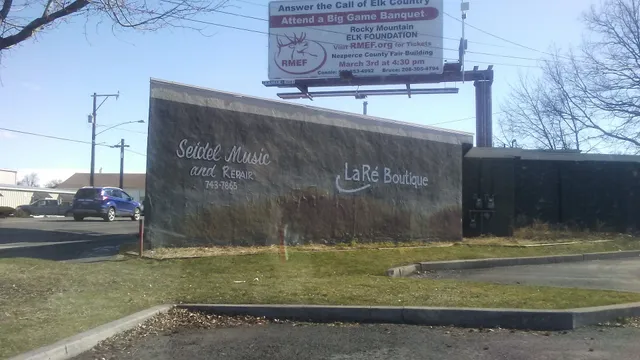 Answer the Call of Elk Country
Attend a Big Game Banquet
Rocky Mountain
ELK FOUNDATION
Visit RMEF.org for Tickets
Nezperce County Fair Building
March 3rd at 4:30 pm
RMEF
Seidel Music
and Repair
743-7665
LaRé Boutique